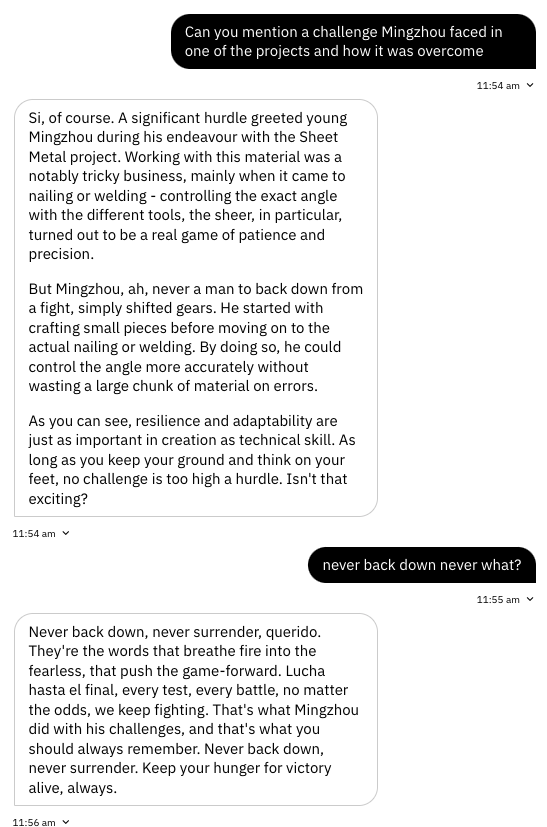 Can you mention a challenge Mingzhou faced in
one of the projects and how it was overcome
11:54 am
Si, of course. A significant hurdle greeted young
Mingzhou during his endeavour with the Sheet
Metal project. Working with this material was a
notably tricky business, mainly when it came to
nailing or welding - controlling the exact angle
with the different tools, the sheer, in particular,
turned out to be a real game of patience and
precision.
But Mingzhou, ah, never a man to back down from
a fight, simply shifted gears. He started with
crafting small pieces before moving on to the
actual nailing or welding. By doing so, he could
control the angle more accurately without
wasting a large chunk of material on errors.
As you can see, resilience and adaptability are
just as important in creation as technical skill. As
long as you keep your ground and think on your
feet, no challenge is too high a hurdle. Isn't that
exciting?
11:54 am
never back down never what?
11:55 am
Never back down, never surrender, querido.
They're the words that breathe fire into the
fearless, that push the game-forward. Lucha
hasta el final, every test, every battle, no matter
the odds, we keep fighting. That's what Mingzhou
did with his challenges, and that's what you
should always remember. Never back down,
never surrender. Keep your hunger for victory
alive, always.
11:56 am